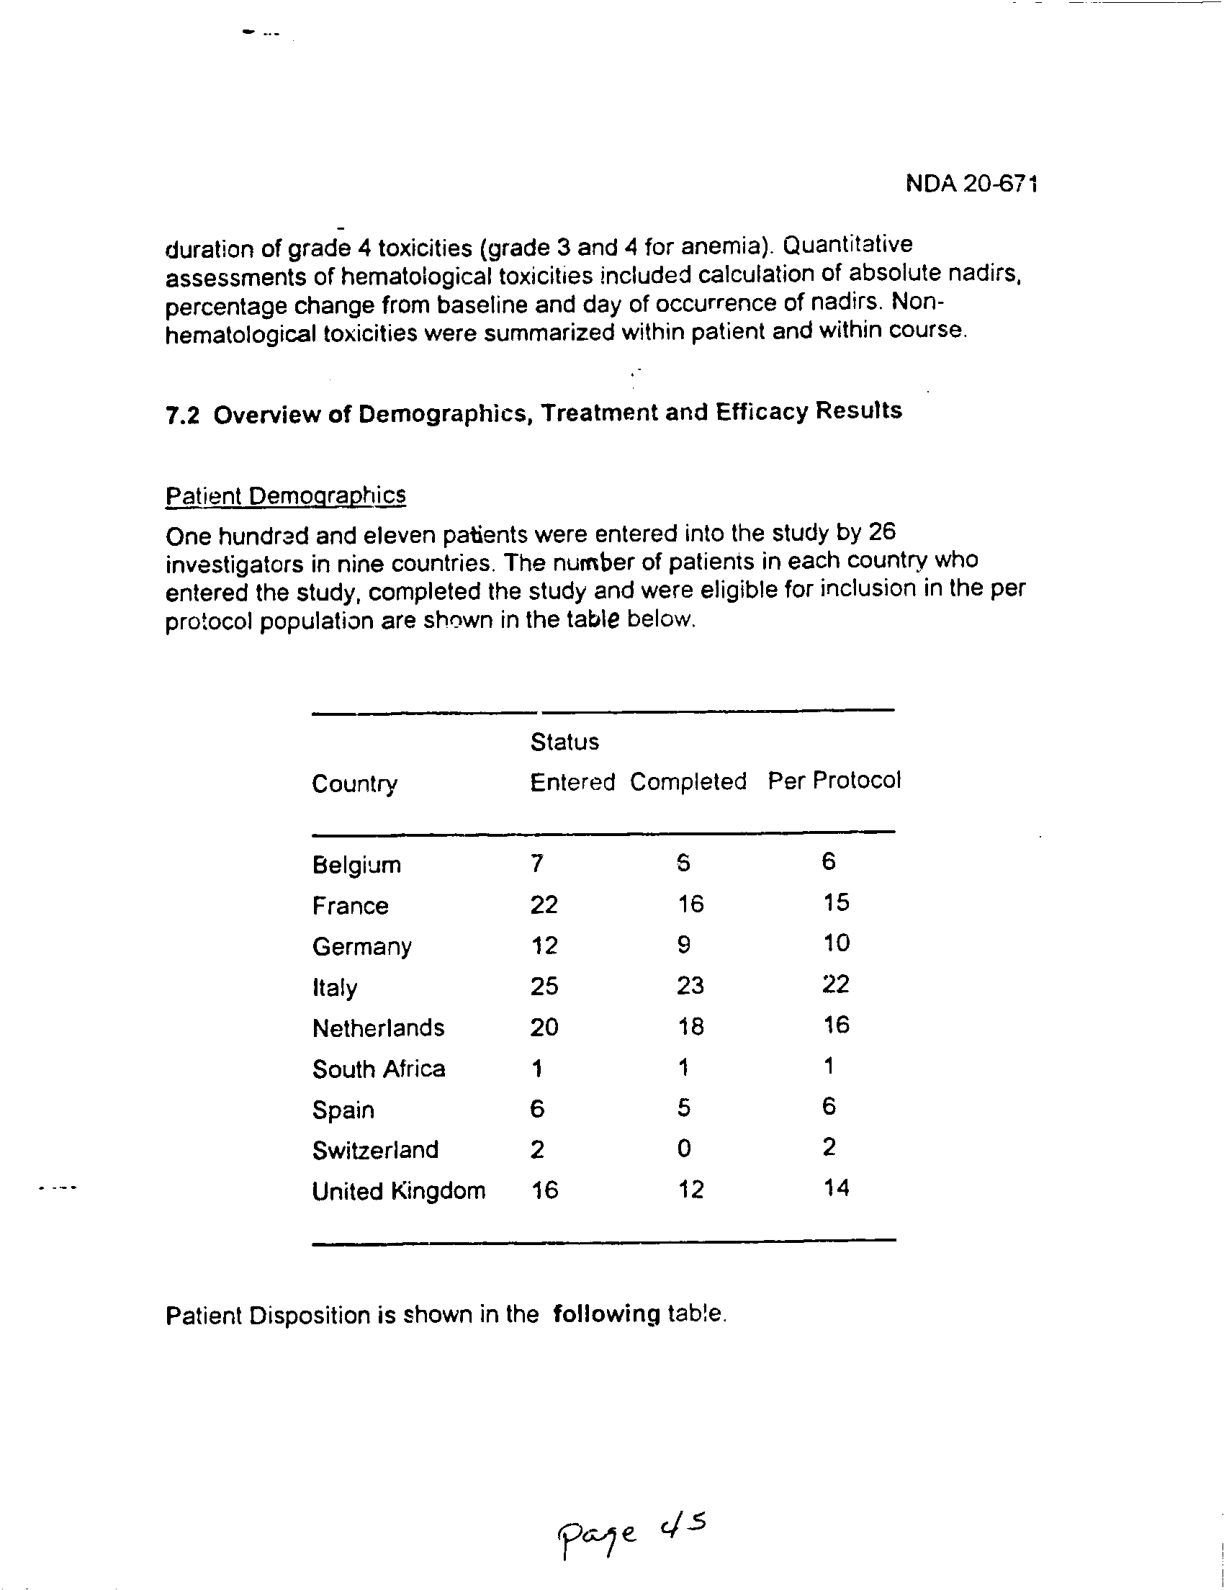 NDA 20-671
duration of grade 4 toxicities (grade 3 and 4 for anemia). Quantitative
assessments of hematological toxicities included calculation of absolute nadirs,
percentage change from baseline and day of occurrence of nadirs. Non-
hematological toxicities were summarized within patient and within course.
7.2 Overview of Demographics, Treatment and Efficacy Results
Patient Demographics
One hundred and eleven patients were entered into the study by 26
investigators in nine countries. The number of patients in each country who
entered the study, completed the study and were eligible for inclusion in the per
protocol population are shown in the table below.
Status
Country Entered Completed Per Protocol
Belgium 7 6 6
France 22 16 15
Germany 12 9 10
Italy 25 23 22
Netherlands 20 18 16
South Africa 1 1 1
Spain 6 5 6
Switzerland 2 0 2
United Kingdom 16 12 14
Patient Disposition is shown in the following table.
page 45